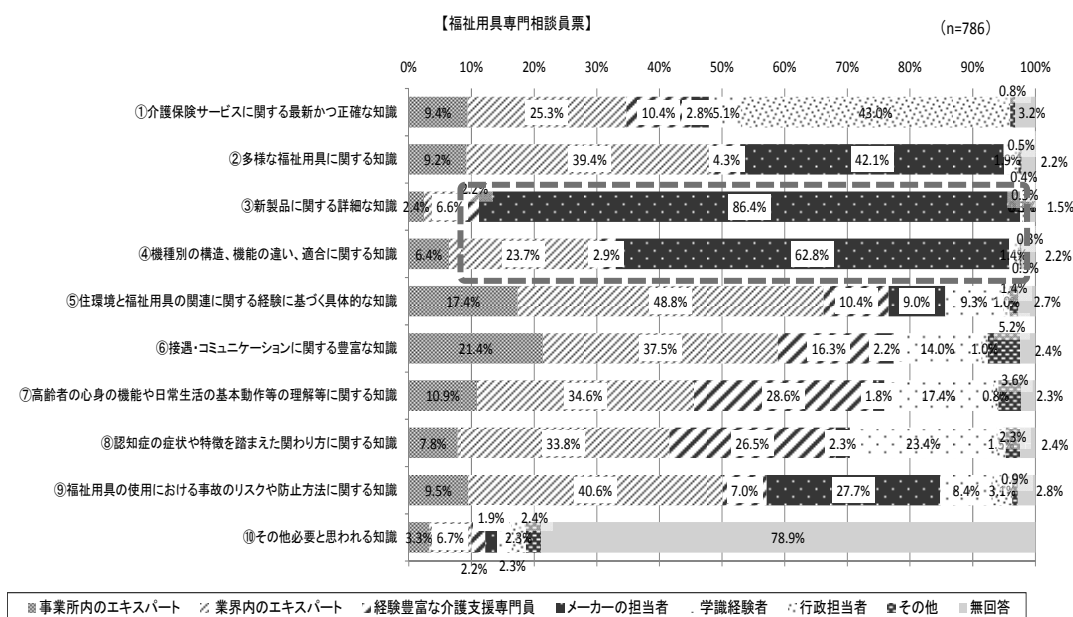 【福祉用具専門相談員票】
(n=786)
0% 10% 20% 30% 40% 50% 60% 70% 80% 90% 100%
0.8%
①介護保険サービスに関する最新かつ正確な知識 9.4% 25.3% 10.4% 2.8% 5.1% 43.0% 3.2%
0.5%
②多様な福祉用具に関する知識 9.2% 39.4% 4.3% 42.1% 1.9% 2.2%
0.4%
2.2% 0.3%
③新製品に関する詳細な知識 2.4% 6.6% 86.4% 1.5%
0.3%
④機種別の構造、機能の違い、適合に関する知識 6.4% 23.7% 2.9% 62.8% 1.4% 2.2%
0.3%
1.4%
⑤住環境と福祉用具の関連に関する経験に基づく具体的な知識 17.4% 48.8% 10.4% 9.0% 9.3% 1.0% 2.7%
5.2%
⑥接遇・コミュニケーションに関する豊富な知識 21.4% 37.5% 16.3% 2.2% 14.0% 1.0% 2.4%
3.6%
⑦高齢者の心身の機能や日常生活の基本動作等の理解等に関する知識 10.9% 34.6% 28.6% 1.8% 17.4% 0.8% 2.3%
2.3%
⑧認知症の症状や特徴を踏まえた関わり方に関する知識 7.8% 33.8% 26.5% 2.3% 23.4% 2.4%
0.9%
⑨福祉用具の使用における事故のリスクや防止方法に関する知識 9.5% 40.6% 7.0% 27.7% 8.4% 3.1% 2.8%
1.9% 2.4%
⑩その他必要と思われる知識 3.3% 6.7% 2.3% 78.9%
2.2% 2.3%
事業所内のエキスパート 業界内のエキスパート 経験豊富な介護支援専門員 メーカーの担当者 学識経験者 行政担当者 その他 無回答